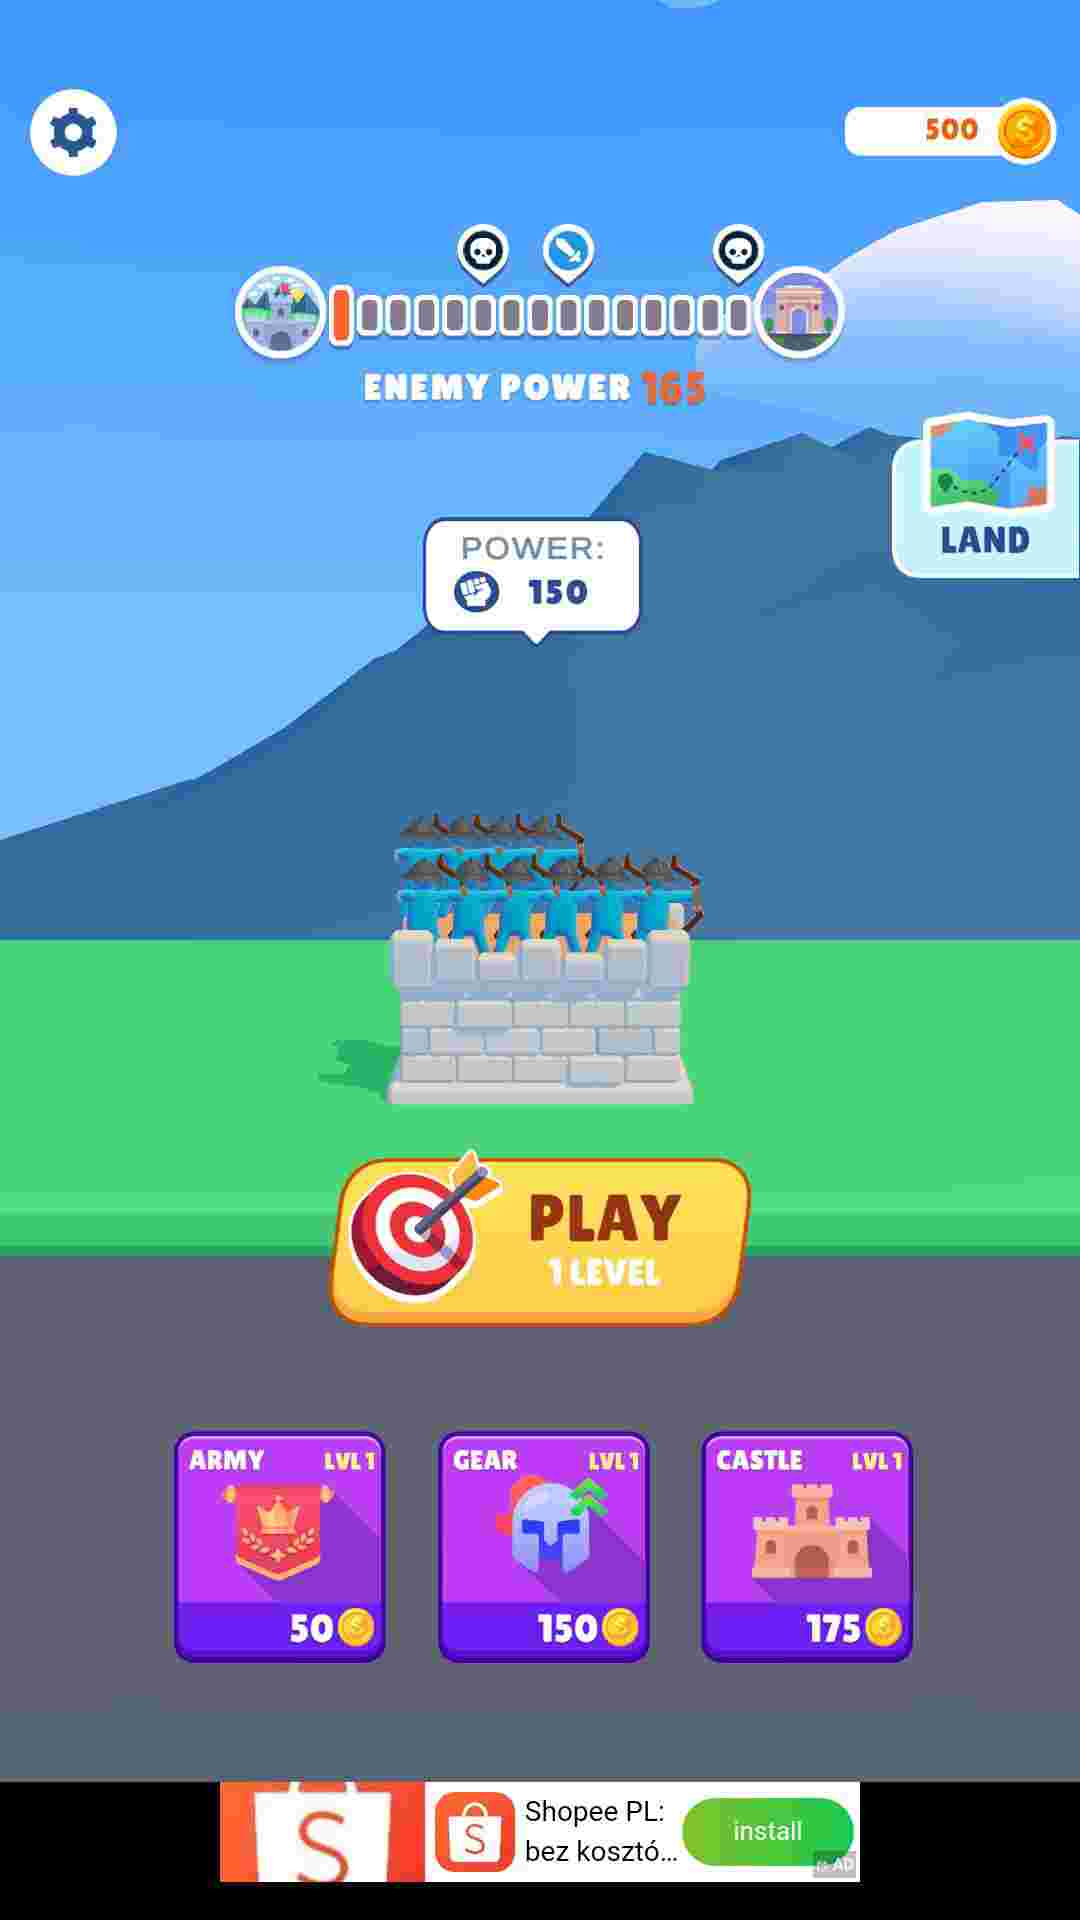 500
ENEMY POWER 165
LAND
POWER:
150
PLAY
1 LEVEL
ARMY LVL 1
GEAR LVL 1
CASTLE LVL 1
50
150
175
S
S
Shopee PL:
bez kosztó...
install
AD